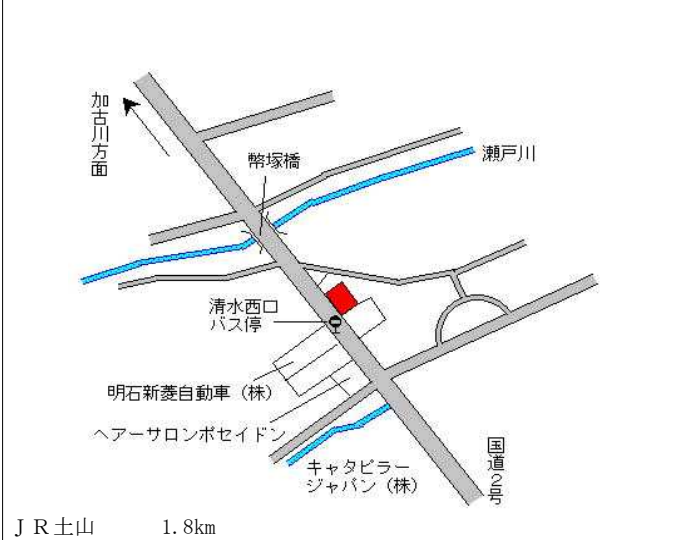 加古川方面
幣塚橋
瀬戸川
清水西口
バス停
明石新菱自動車（株）
ヘアーサロンポセイドン
キャタピラー
ジャパン（株）
国道２号
ＪＲ土山　　　1.8km